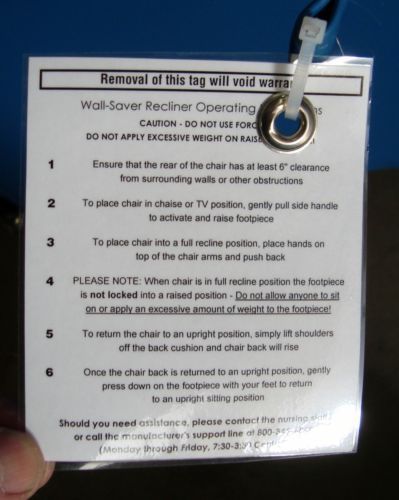 Removal of this tag will void
Wall-Saver Recliner Operating
CAUTION - DO NOT USE
DO NOT APPLY EXCESSIVE WEIGHT ON
1 Ensure that the rear of the chair has at least 6" clearance
from surrounding walls or other obstructions
2 To place chair in chaise or TV position, gently pull side handle
to activate and raise footpiece
3 To place chair into a full recline position, place hands on
top of the chair arms and push back
4 PLEASE NOTE: When chair is in full recline position the footpiece
is not locked into a raised position - Do not allow anyone to sit
on or apply an excessive amount of weight to the footpiece!
5 To return the chair to an upright position, simply lift shoulders
off the back cushion and chair back will rise
6 Once the chair back is returned to an upright position, gently
press down on the footpiece with your feet to return
to an upright sitting position
Should you need assistance, please contact the nursing staff
or call the manufacturer's support line at
(Monday through Friday,